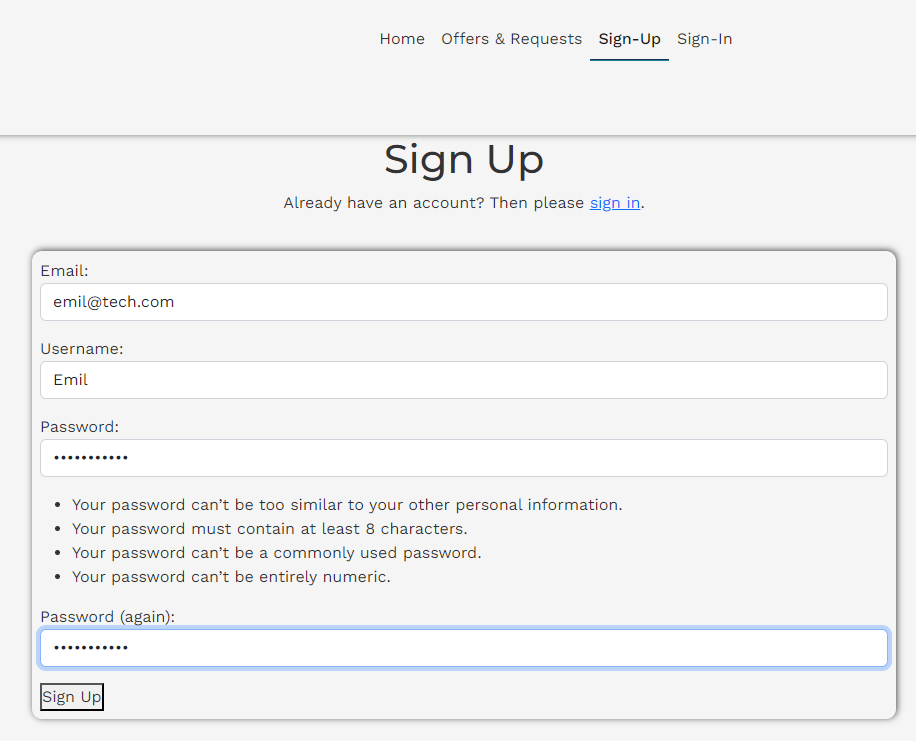 Home Offers & Requests Sign-Up Sign-In
Sign Up
Already have an account? Then please sign in.
Email:
emil@tech.com
Username:
Emil
Password:
•••••••••••
• Your password can’t be too similar to your other personal information.
• Your password must contain at least 8 characters.
• Your password can’t be a commonly used password.
• Your password can’t be entirely numeric.
Password (again):
•••••••••••
Sign Up